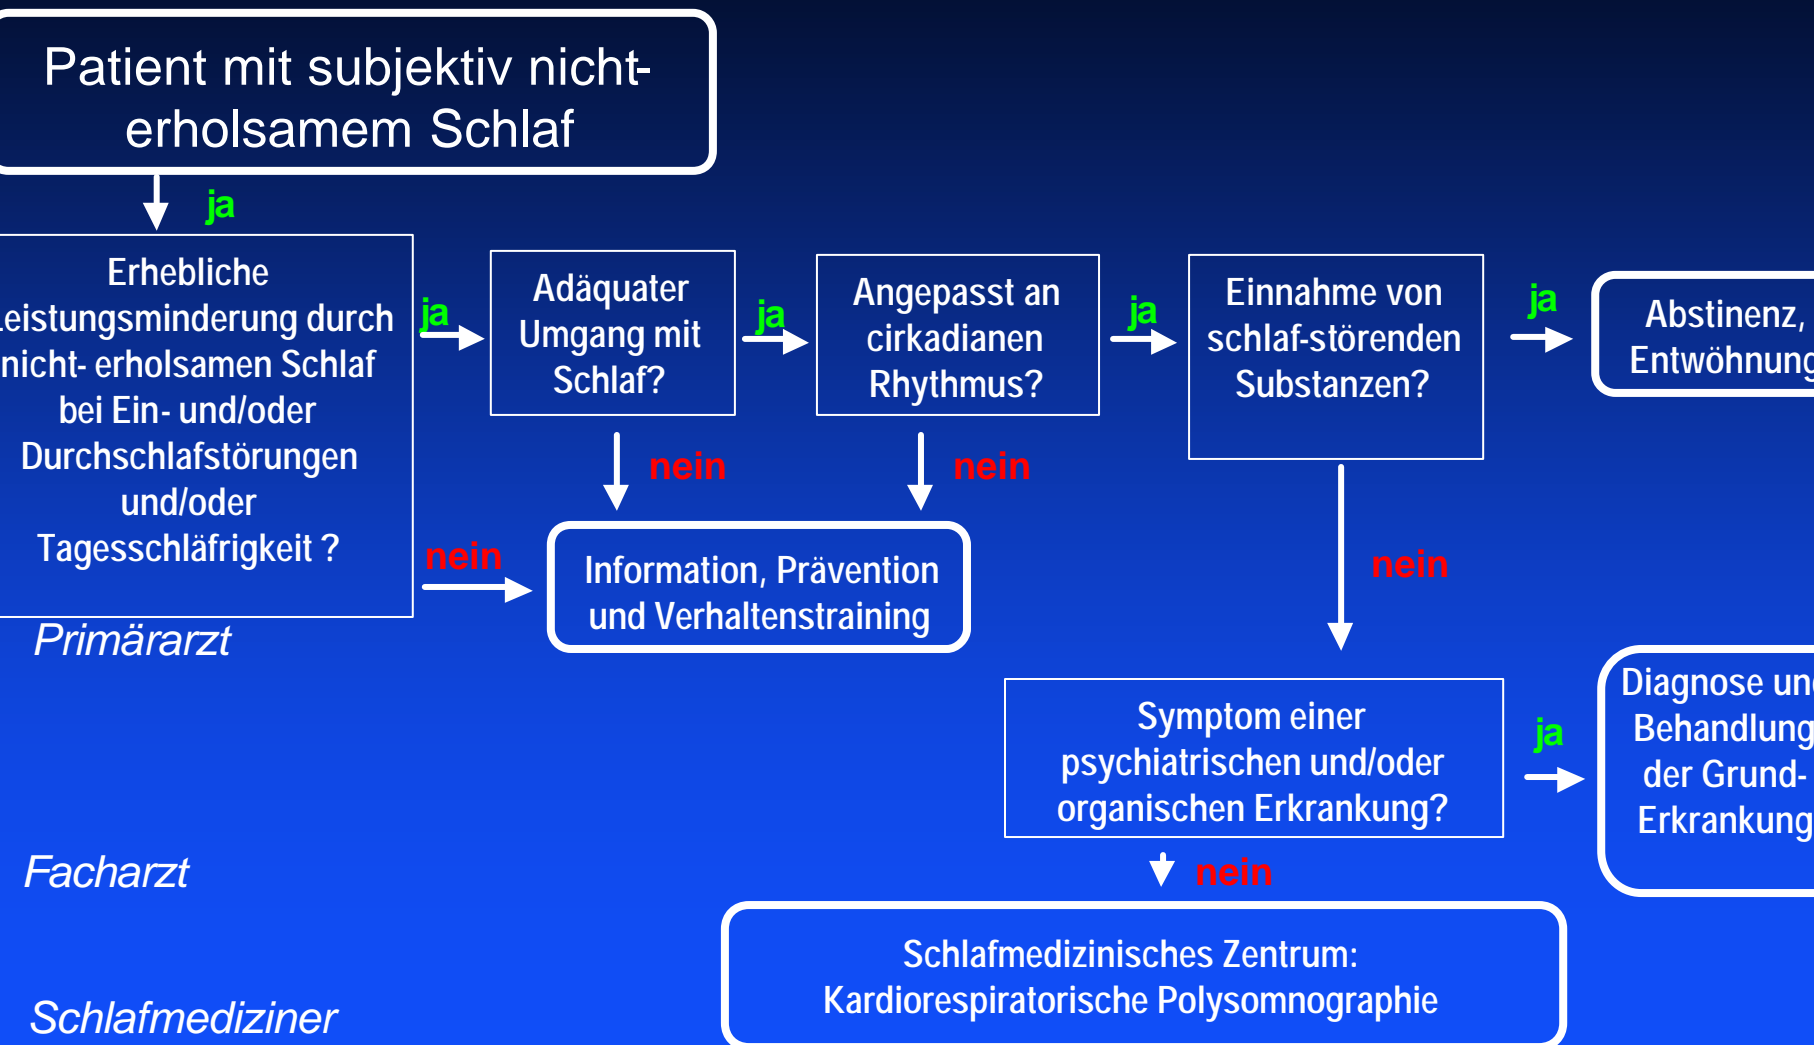 Patient mit subjektiv nicht-
erholsamem Schlaf
ja
Erhebliche
Leistungsminderung durch
nicht- erholsamen Schlaf
bei Ein- und/oder
Durchschlafstörungen
und/oder
Tagesschläfrigkeit ?
ja
Adäquater
Umgang mit
Schlaf?
ja
Angepasst an
cirkadianen
Rhythmus?
ja
Einnahme von
schlaf-störenden
Substanzen?
ja
Abstinenz,
Entwöhnung
nein
nein
nein
Information, Prävention
und Verhaltenstraining
nein
Primärarzt
Symptom einer
psychiatrischen und/oder
organischen Erkrankung?
ja
Diagnose und
Behandlung
der Grund-
Erkrankung
Facharzt
nein
Schlafmedizinisches Zentrum:
Kardiorespiratorische Polysomnographie
Schlafmediziner